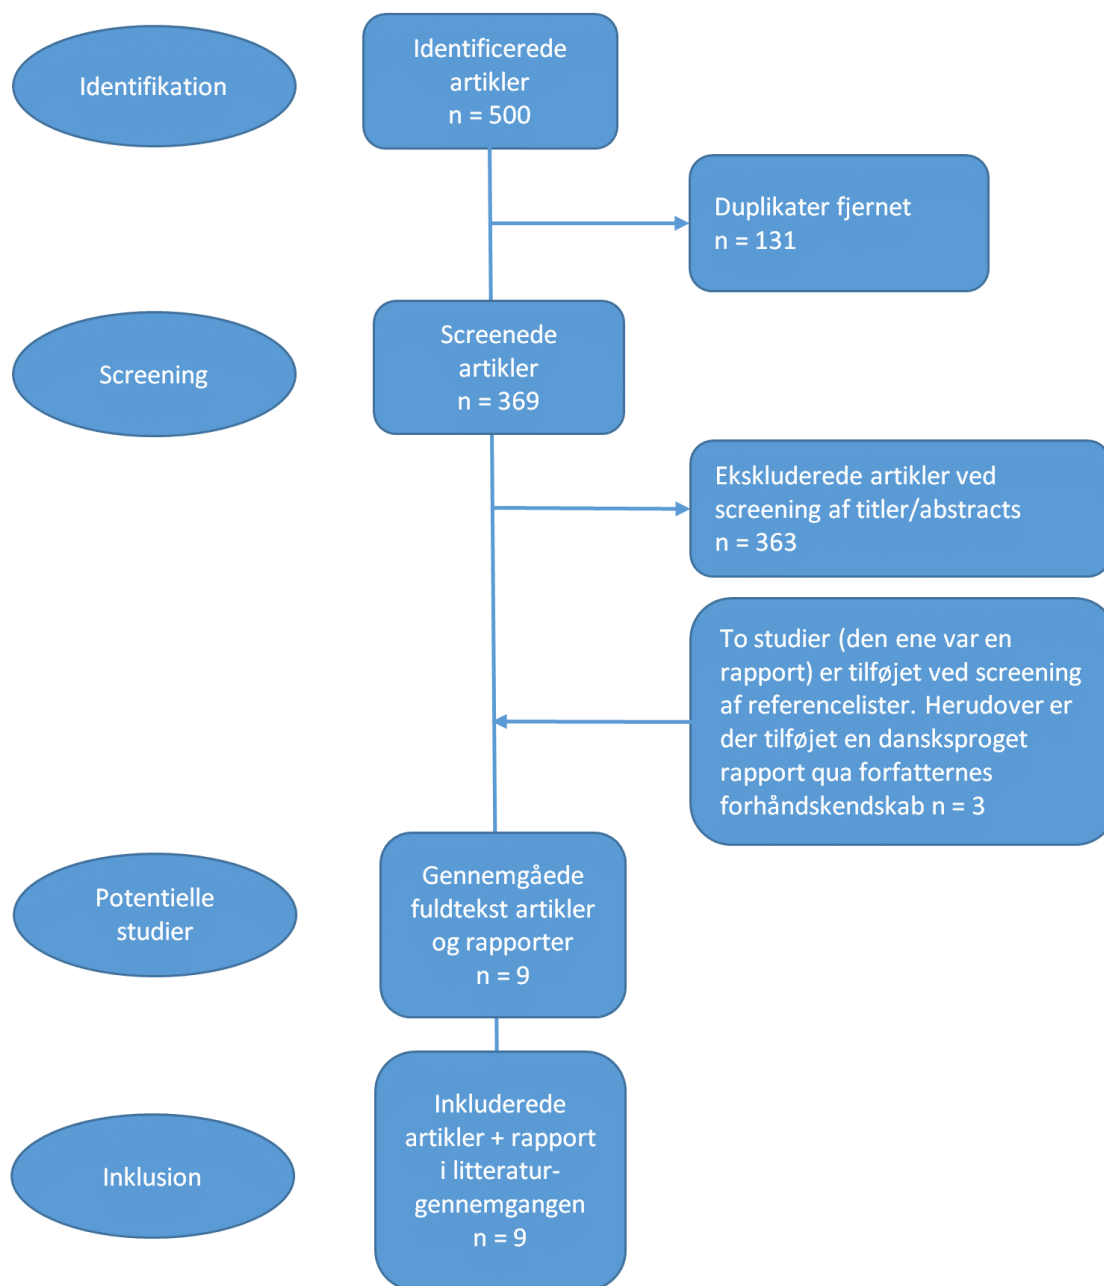 Identifikation
Identificerede
artikler
n = 500
Duplikater fjernet
n = 131
Screening
Screenede
artikler
n = 369
Ekskluderede artikler ved
screening af titler/abstracts
n = 363
To studier (den ene var en
rapport) er tilføjet ved screening
af referencelister. Herudover er
der tilføjet en dansksproget
rapport qua forfatternes
forhåndskendskab n = 3
Potentielle
studier
Gennemgåede
fuldtekst artikler
og rapporter
n = 9
Inklusion
Inkluderede
artikler + rapport
i litteratur-
gennemgangen
n = 9